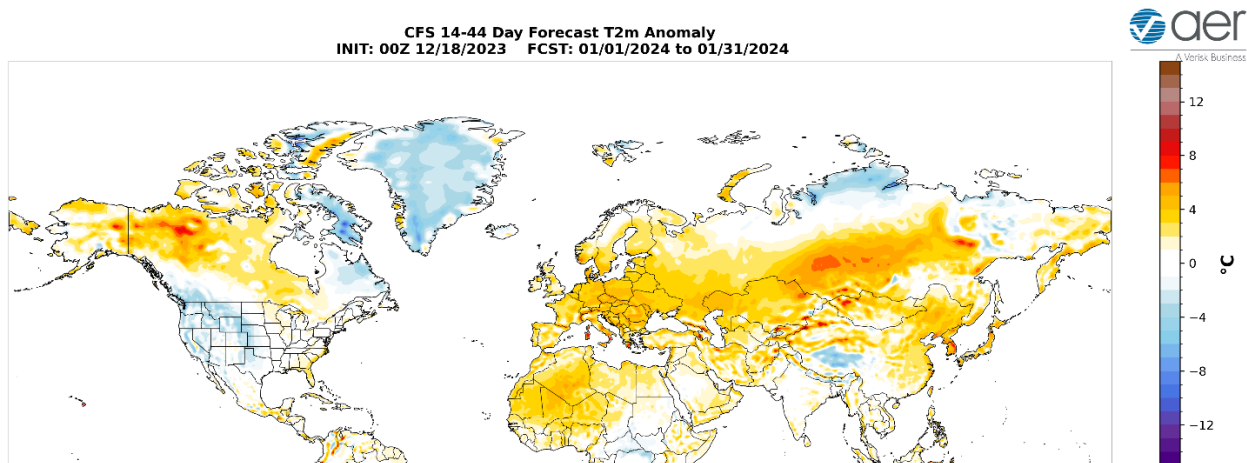 CFS 14-44 Day Forecast T2m Anomaly
INIT: 00Z 12/18/2023    FCST: 01/01/2024 to 01/31/2024
aer
A Verisk Business
12
8
4
0
−4
−8
−12
°C